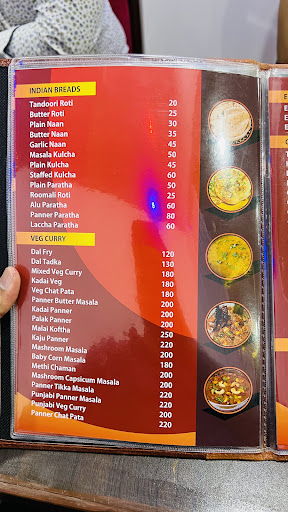 INDIAN BREADS
Tandoori Roti 20
Butter Roti 25
Plain Naan 30
Butter Naan 35
Garlic Naan 45
Masala Kulcha 50
Plain Kulcha 45
Staffed Kulcha 60
Plain Paratha 50
Roomali Roti 25
Alu Paratha 60
Panner Paratha 80
Laccha Paratha 60
VEG CURRY
Dal Fry 120
Dal Tadka 130
Mixed Veg Curry 180
Kadai Veg 180
Veg Chat Pata 180
Panner Butter Masala 200
Kadai Panner 200
Palak Panner 200
Malai Koftha 200
Kaju Panner 220
Mashroom Masala 200
Baby Corn Masala 200
Methi Chaman 180
Mashroom Capsicum Masala 200
Panner Tikka Masala 200
Punjabi Panner Masala 220
Punjabi Veg Curry 200
Panner Chat Pata 220